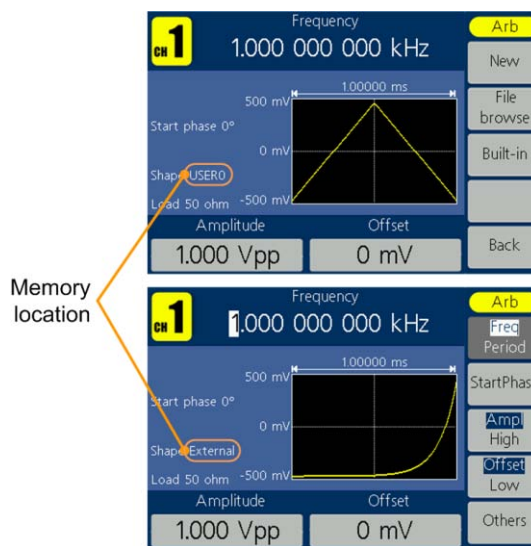 Frequency
CH 1
1.000 000 000 kHz
Arb
New
File
browse
Built-in
Back
1.00000 ms
500 mV
Start phase 0°
0 mV
Shape USER0
Load 50 ohm
-500 mV
Amplitude
Offset
1.000 Vpp
0 mV
Memory
location
Frequency
CH 1
1.000 000 000 kHz
Arb
Freq
Period
StartPhas
Ampl
High
Offset
Low
Others
1.00000 ms
500 mV
Start phase 0°
0 mV
Shape External
Load 50 ohm
-500 mV
Amplitude
Offset
1.000 Vpp
0 mV